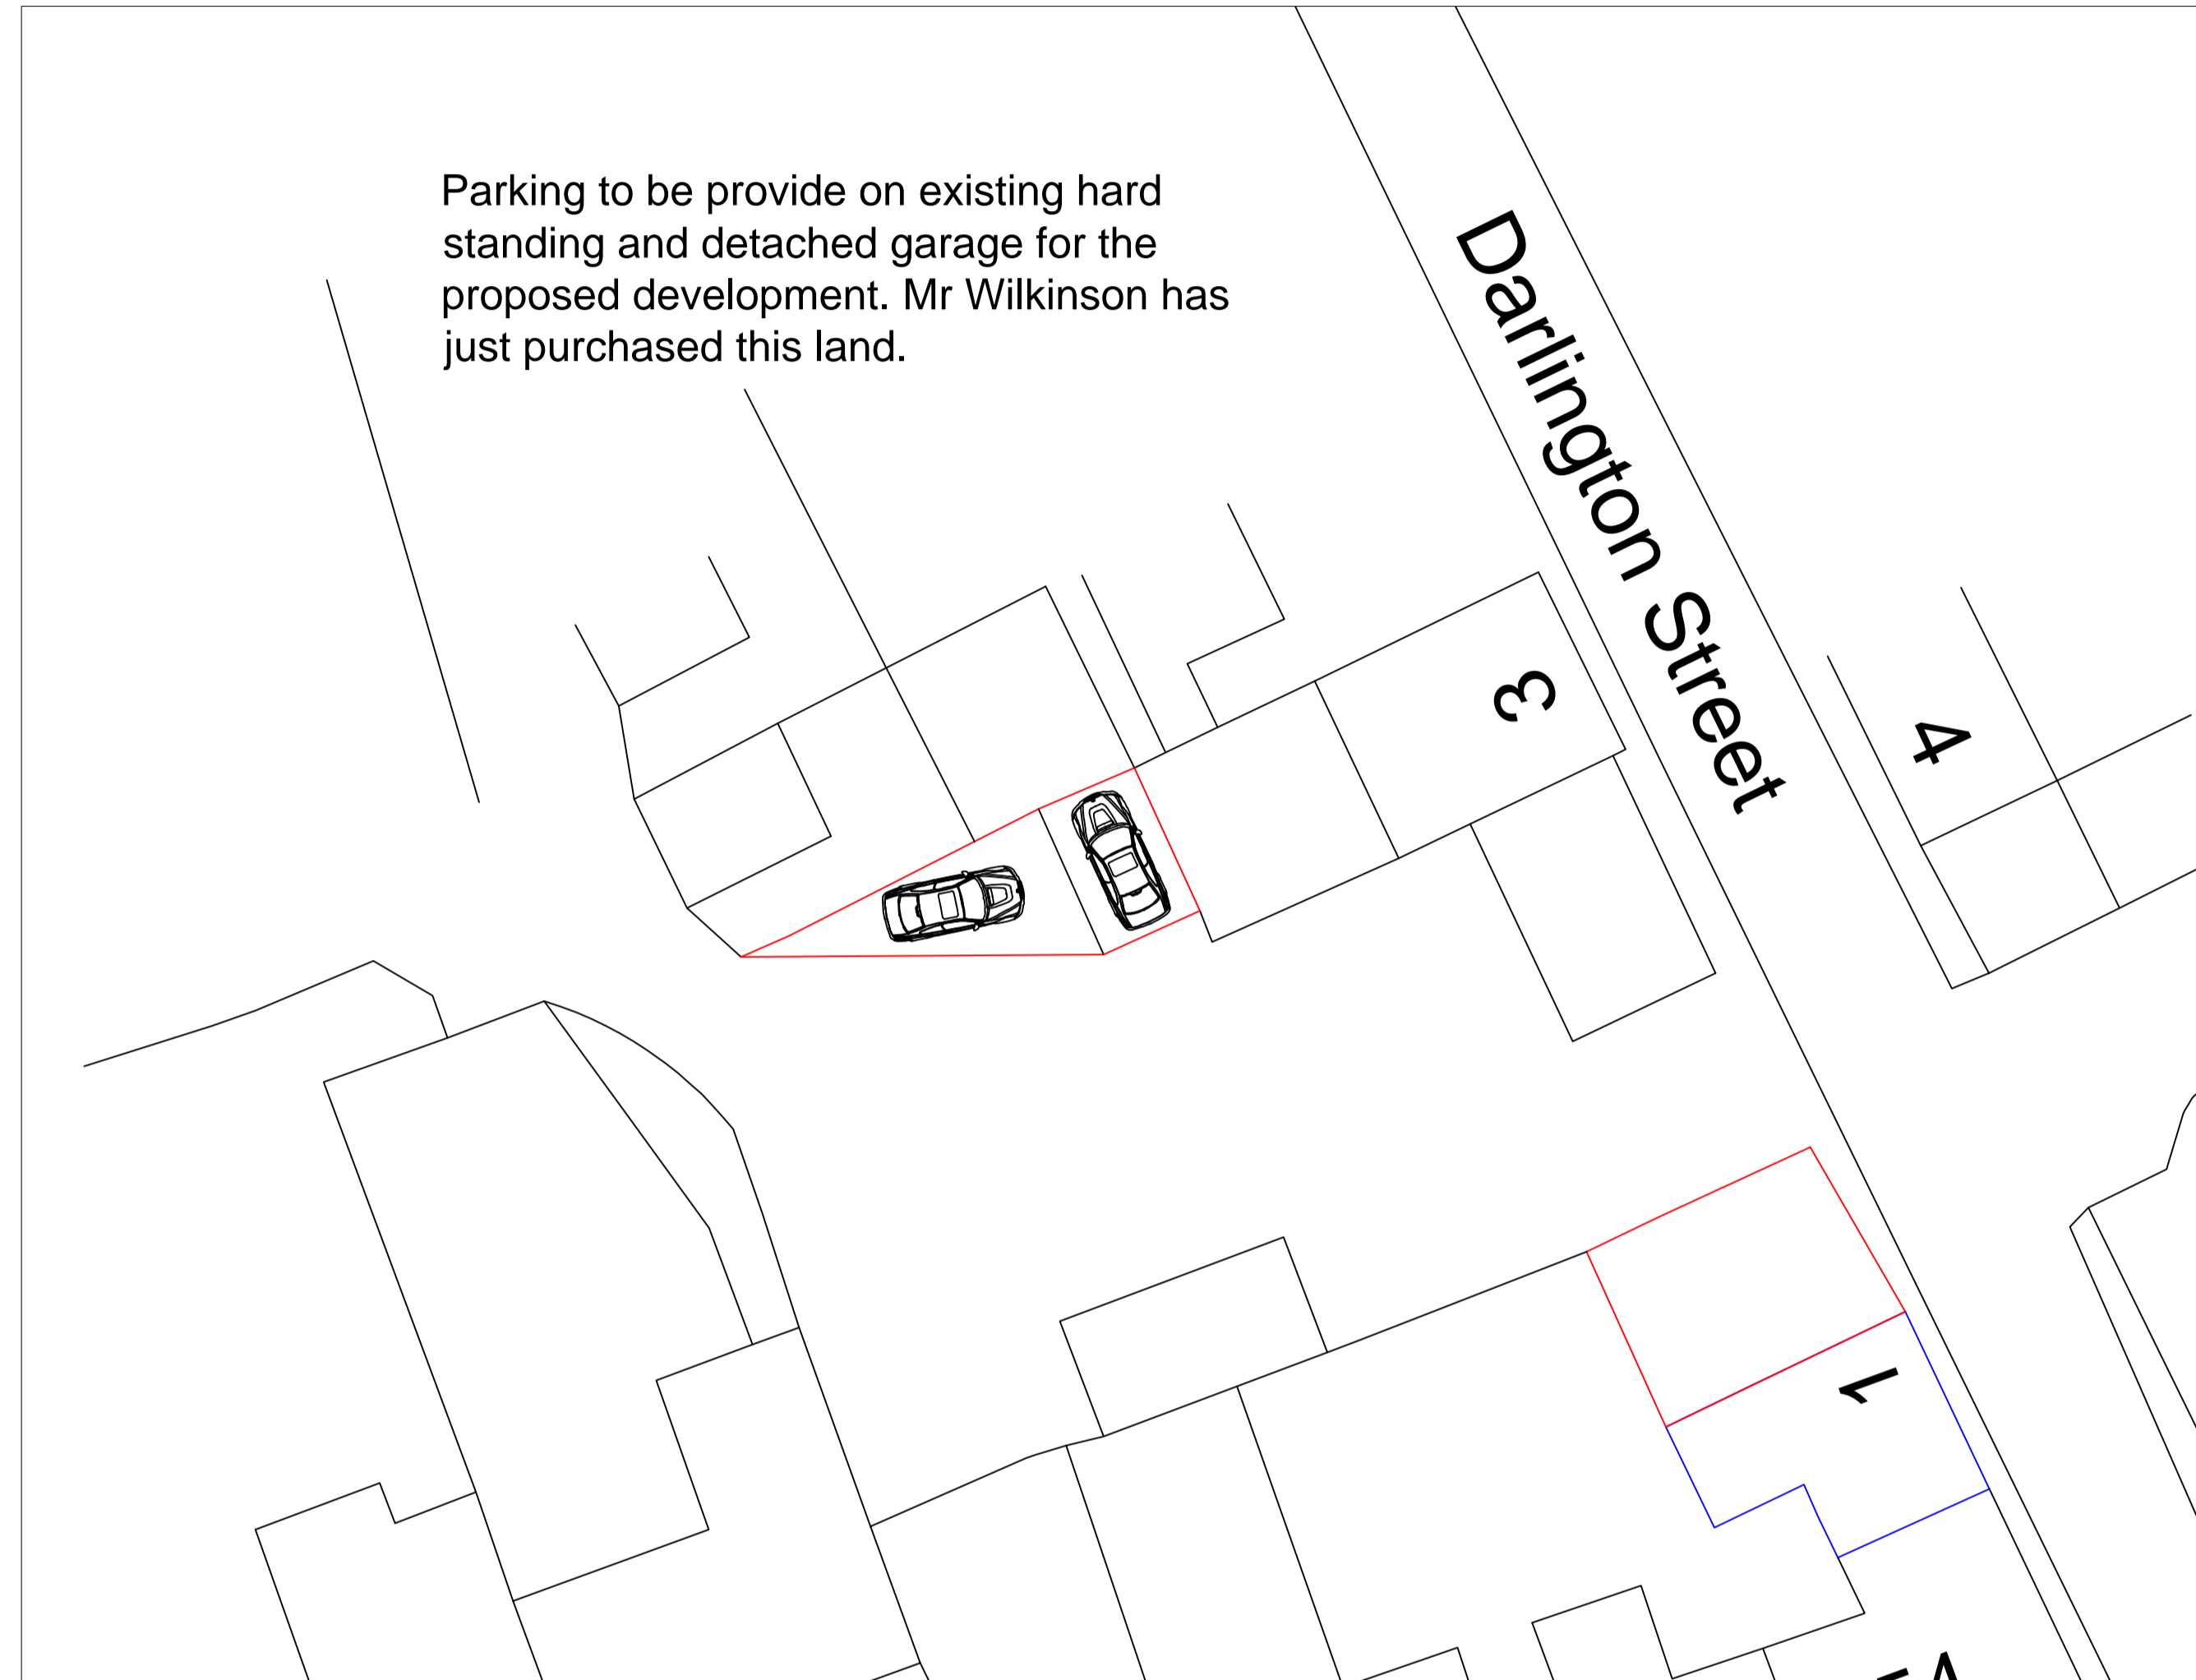 Parking to be provide on existing hard
standing and detached garage for the
proposed development. Mr Wilkinson has
just purchased this land.
Darlington Street
3
4
1